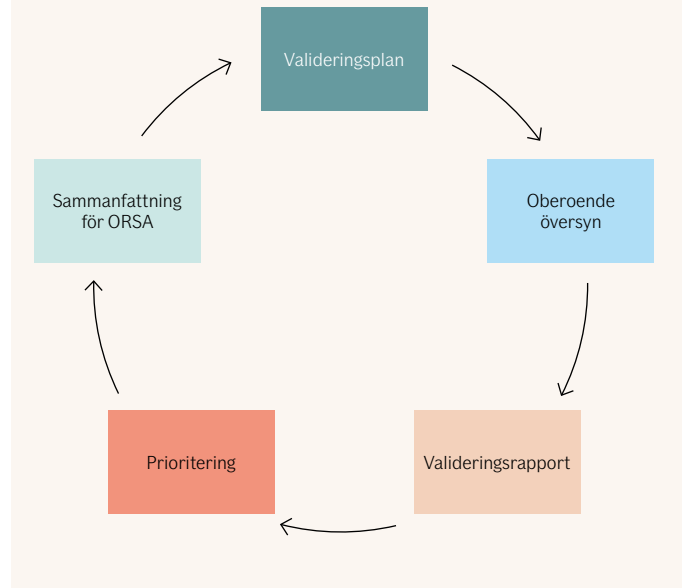 Valideringsplan
Oberoende
översyn
Valideringsrapport
Prioritering
Sammanfattning
för ORSA